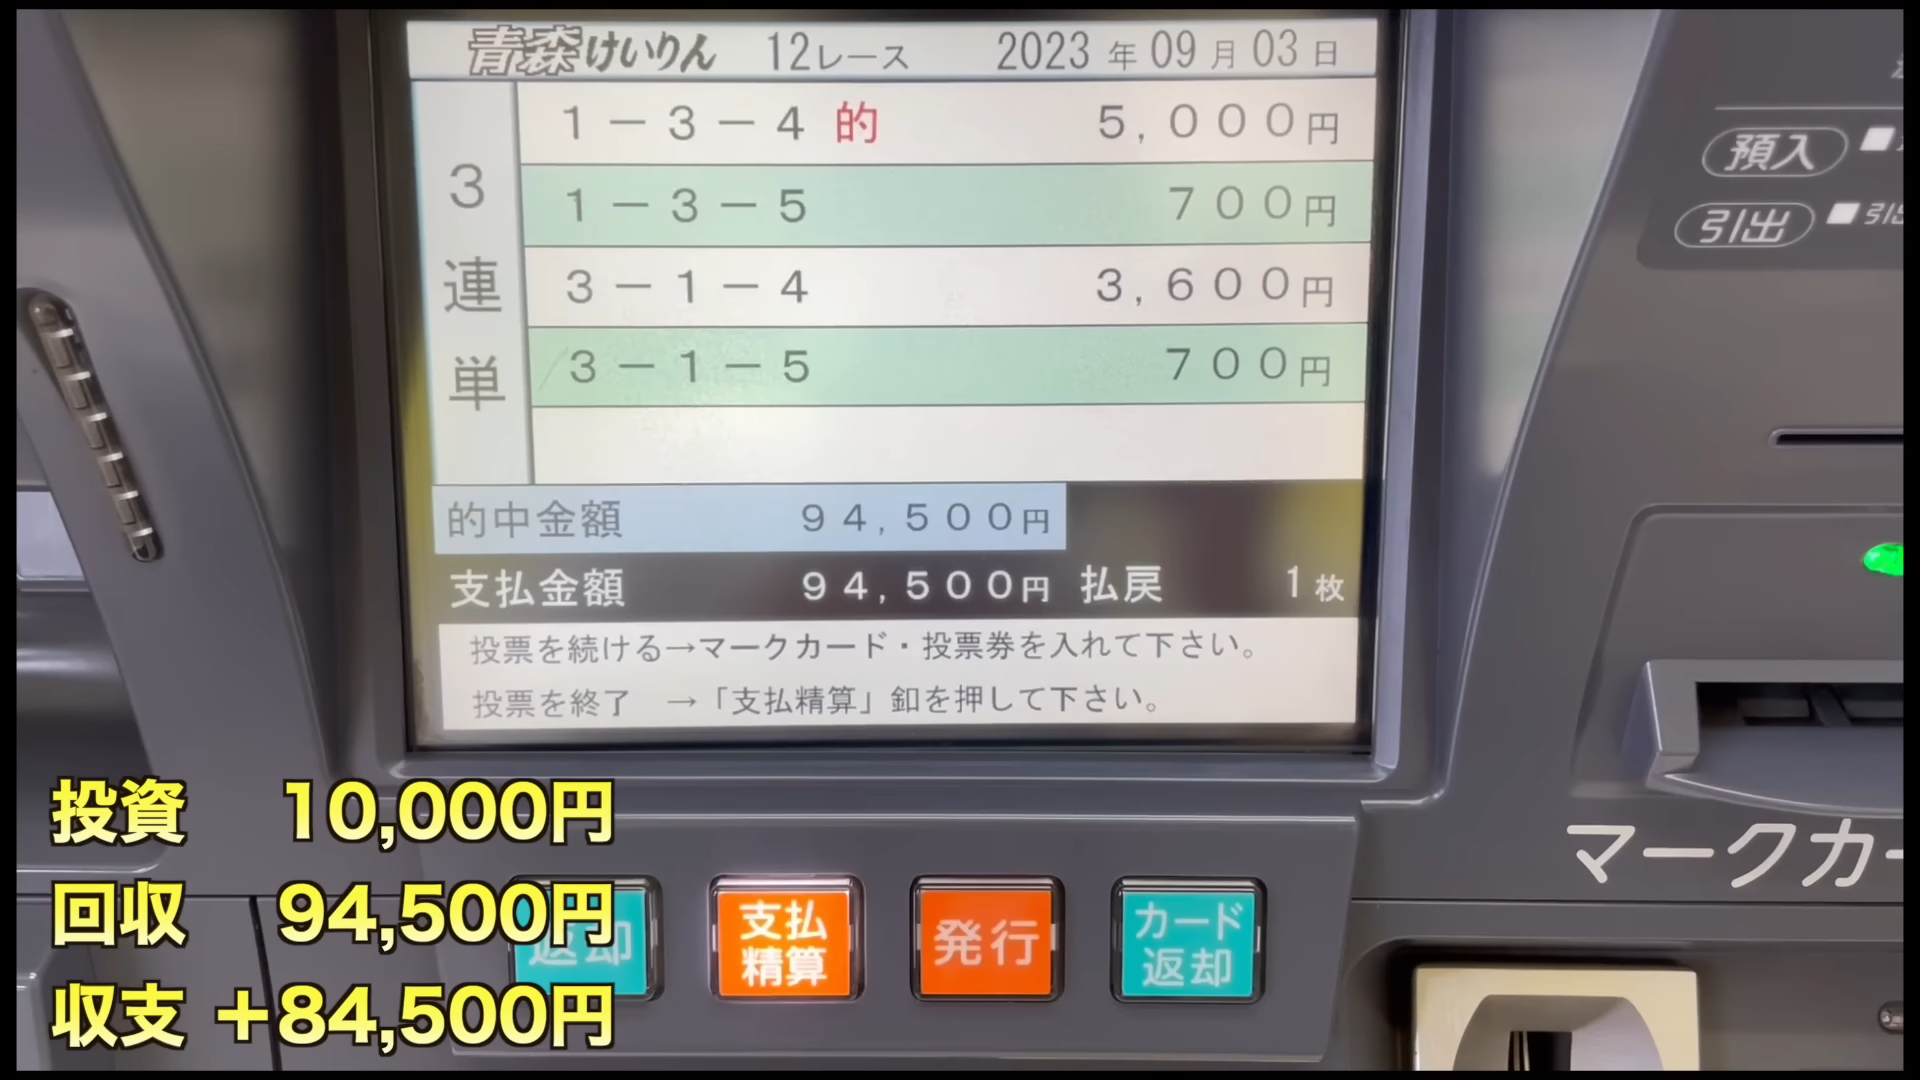 青森けいりん 12レース 2023年09月03日
3連単
1－3－4 的 5,000円
1－3－5 700円
3－1－4 3,600円
3－1－5 700円
的中金額 94,500円
支払金額 94,500円 払戻 1枚
投票を続ける→マークカード・投票券を入れて下さい。
投票を終了 →「支払精算」釦を押して下さい。
預入
引出 ■引出
マークカー
投資 10,000円
回収 94,500円
収支 +84,500円
返却
支払
精算
発行
カード
返却